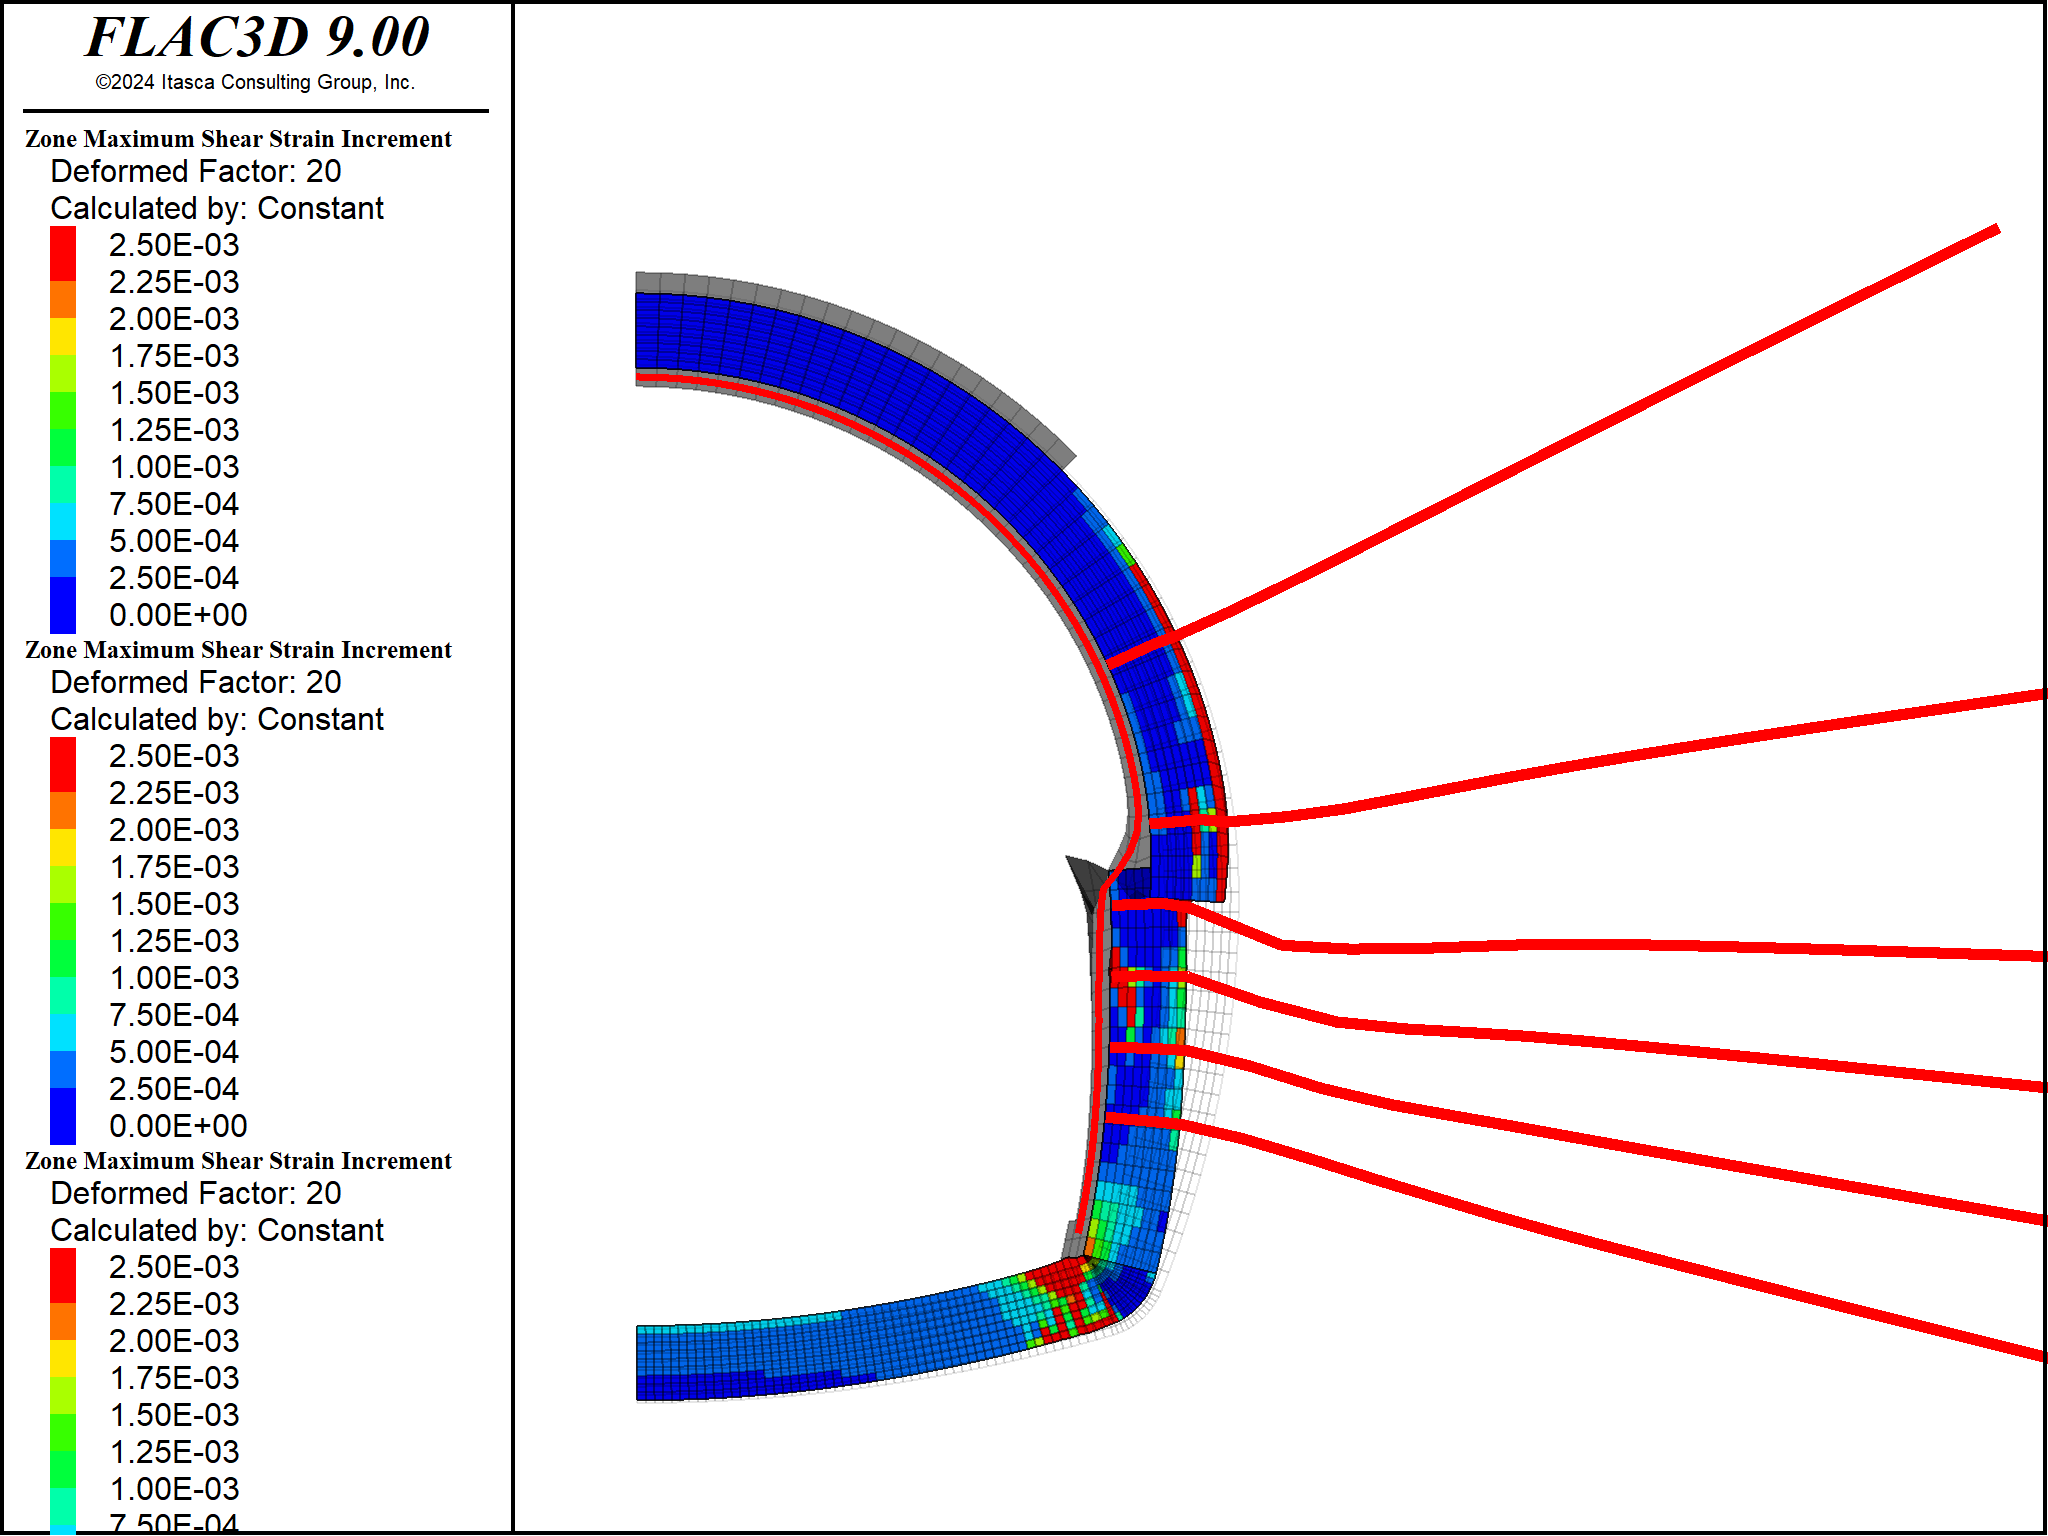 FLAC3D 9.00
©2024 Itasca Consulting Group, Inc.
Zone Maximum Shear Strain Increment
Deformed Factor: 20
Calculated by: Constant
2.50E-03
2.25E-03
2.00E-03
1.75E-03
1.50E-03
1.25E-03
1.00E-03
7.50E-04
5.00E-04
2.50E-04
0.00E+00
Zone Maximum Shear Strain Increment
Deformed Factor: 20
Calculated by: Constant
2.50E-03
2.25E-03
2.00E-03
1.75E-03
1.50E-03
1.25E-03
1.00E-03
7.50E-04
5.00E-04
2.50E-04
0.00E+00
Zone Maximum Shear Strain Increment
Deformed Factor: 20
Calculated by: Constant
2.50E-03
2.25E-03
2.00E-03
1.75E-03
1.50E-03
1.25E-03
1.00E-03
7.50E-04